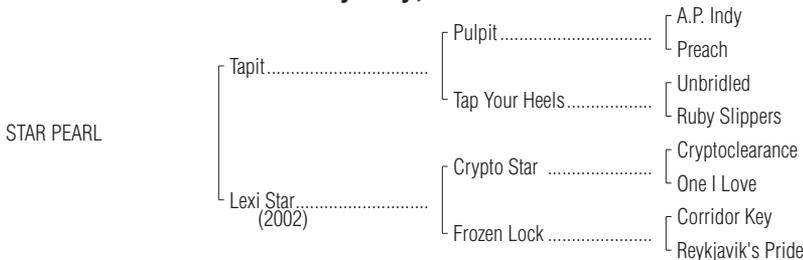 A.P. Indy
Pulpit
Preach
Tapit
Unbridled
Tap Your Heels
Ruby Slippers
STAR PEARL
Cryptoclearance
Crypto Star
One I Love
Lexi Star
(2002)
Corridor Key
Frozen Lock
Reykjavik's Pride